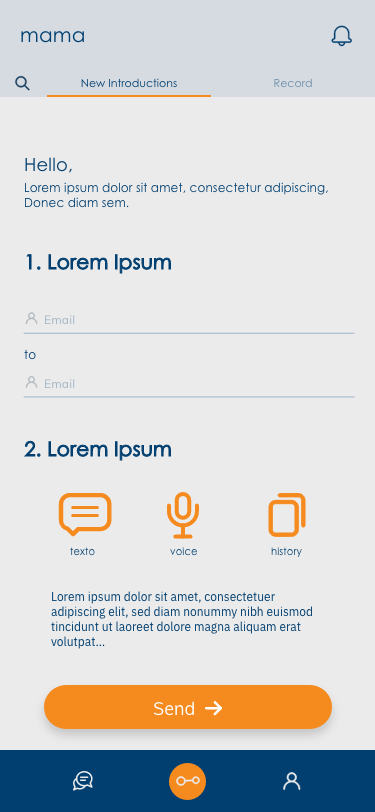 mama
New Introductions
Record
Hello,
Lorem ipsum dolor sit amet, consectetur adipiscing,
Donec diam sem.
1. Lorem Ipsum
Email
to
Email
2. Lorem Ipsum
texto
voice
history
Lorem ipsum dolor sit amet, consectetuer
adipiscing elit, sed diam nonummy nibh euismod
tincidunt ut laoreet dolore magna aliquam erat
volutpat...
Send